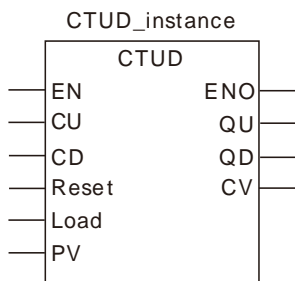 CTUD_instance
CTUD
EN ENO
CU QU
CD QD
Reset CV
Load
PV